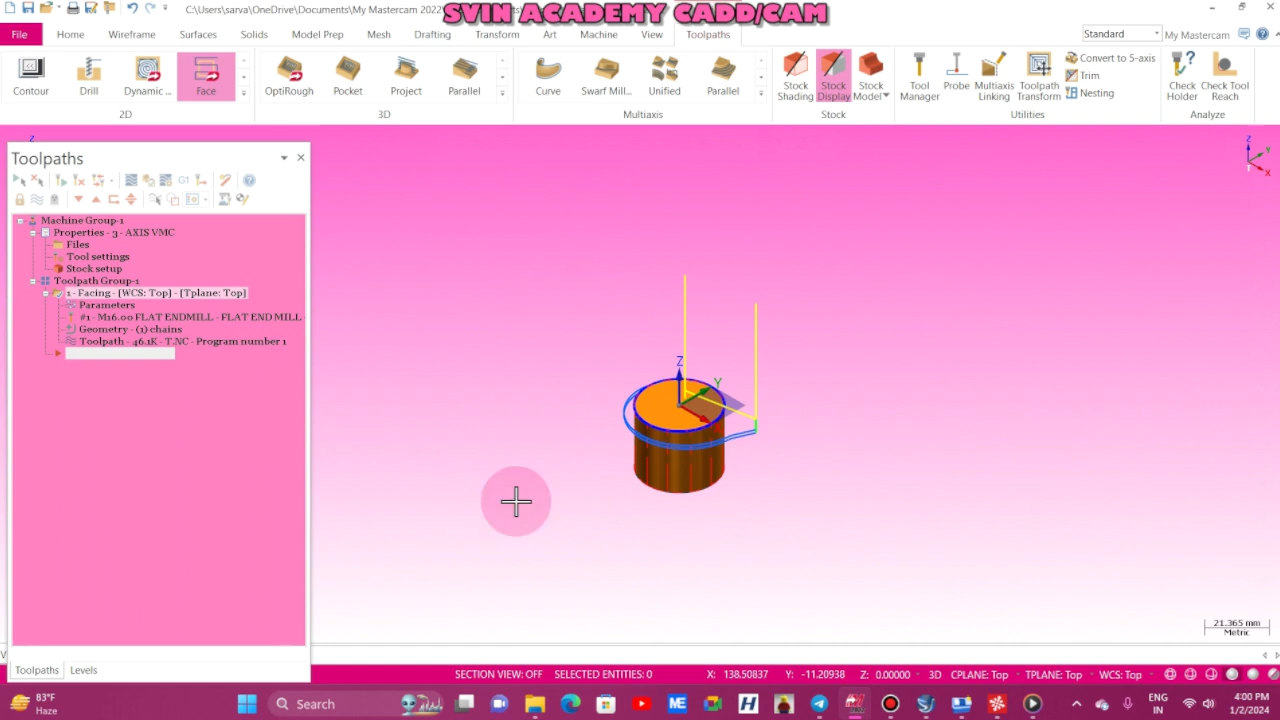 C:\Users\sarva\OneDrive\Documents\My Mastercam 2022
SVIN ACADEMY CADD/CAM
File Home Wireframe Surfaces Solids Model Prep Mesh Drafting Transform Art Machine View Toolpaths Standard My Mastercam
Contour Drill Dynamic ... Face OptiRough Pocket Project Parallel Curve Swarf Mill... Unified Parallel Stock Shading Stock Display Stock Model Tool Manager Probe Multiaxis Linking Toolpath Transform Convert to 5-axis Trim Nesting Check Holder Check Tool Reach
2D 3D Multiaxis Stock Utilities Analyze
Toolpaths
G1
Machine Group-1
Properties - 3 - AXIS VMC
Files
Tool settings
Stock setup
Toolpath Group-1
1 - Facing - [WCS: Top] - [Tplane: Top]
Parameters
#1 - M16.00 FLAT ENDMILL - FLAT END MILL
Geometry - (1) chains
Toolpath - 46.1K - T.NC - Program number 1
Z
Y
Z
Y
X
21.365 mm
Metric
Toolpaths Levels
SECTION VIEW: OFF SELECTED ENTITIES: 0 X: 138.50837 Y: -11.20938 Z: 0.00000 3D CPLANE: Top TPLANE: Top WCS: Top
83°F
Haze
Search
ME
H
ENG
IN
4:00 PM
1/2/2024